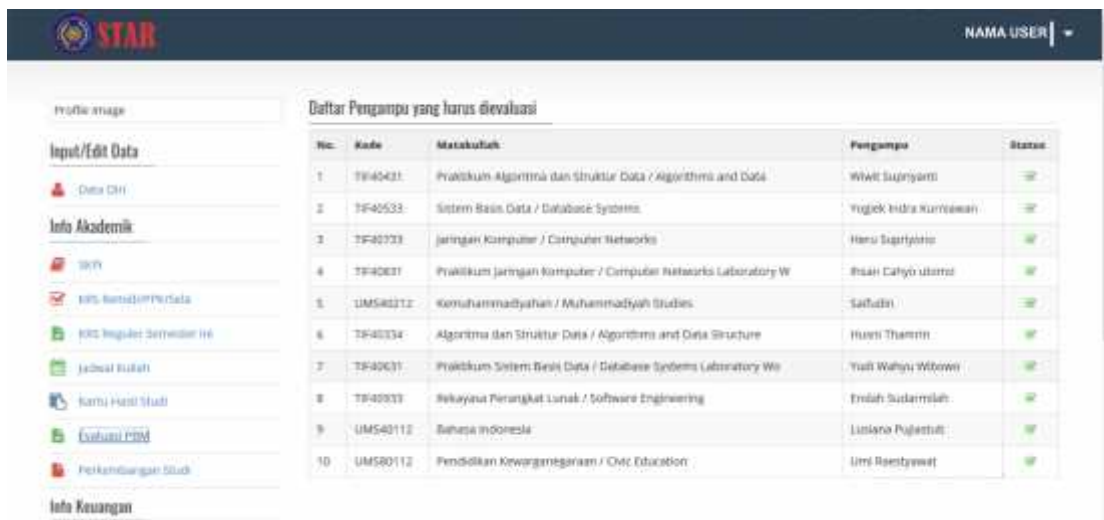 STAR
NAMA USER
Profile image
Input/Edit Data
Data Diri
Info Akademik
SKPI
KRS Reguler Semester Ini
Jadwal Kuliah
Kartu Hasil Studi
Evaluasi PBM
Perkembangan Studi
Info Keuangan
Daftar Pengampu yang harus dievaluasi
No. Kode Matakuliah Pengampu Status
1 TIF40431 Praktikum Algoritma dan Struktur Data / Algorithms and Data Wiwit Supriyanti
2 TIF40533 Sistem Basis Data / Database Systems Yogiek Indra Kurniawan
3 TIF40733 Jaringan Komputer / Computer Networks Heru Supriyono
4 TIF40831 Praktikum Jaringan Komputer / Computer Networks Laboratory W Ihsan Cahyo utomo
5 UMS40212 Kemuhammadiyahan / Muhammadiyah Studies Saifudin
6 TIF40334 Algoritma dan Struktur Data / Algorithms and Data Structure Husni Thamrin
7 TIF40631 Praktikum Sistem Basis Data / Database Systems Laboratory Wo Yudi Wahyu Wibowo
8 TIF40933 Rekayasa Perangkat Lunak / Software Engineering Endah Sudarmilah
9 UMS40112 Bahasa Indonesia Lusiana Pujiastuti
10 UMS80112 Pendidikan Kewarganegaraan / Civic Education Umi